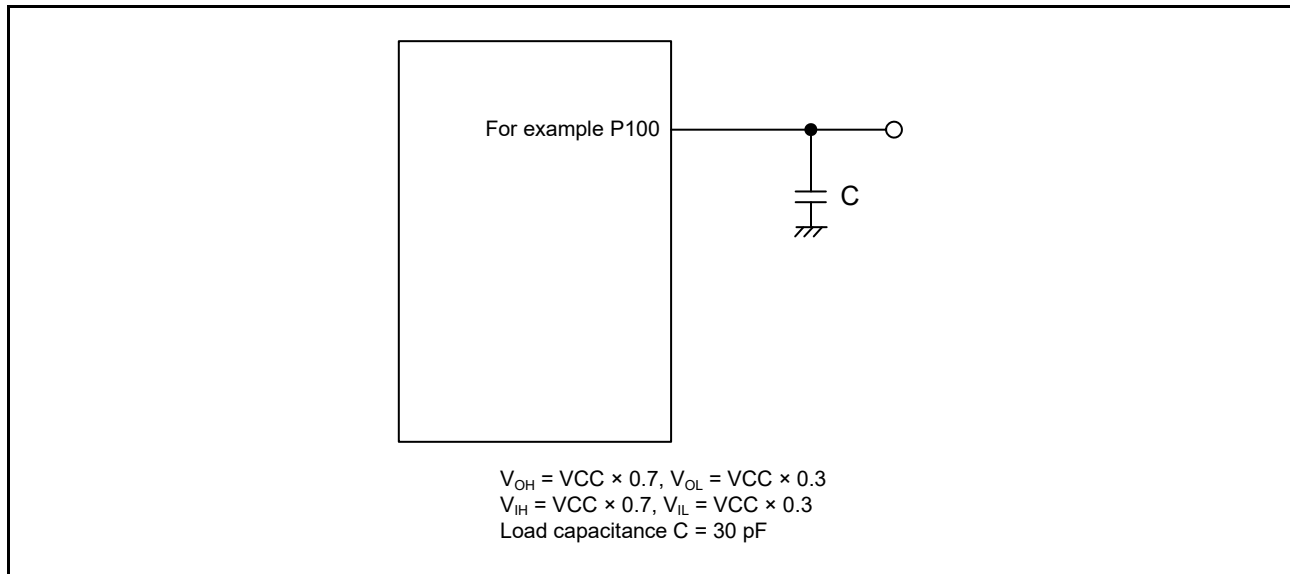 For example P100
C
V_OH = VCC × 0.7, V_OL = VCC × 0.3
V_IH = VCC × 0.7, V_IL = VCC × 0.3
Load capacitance C = 30 pF